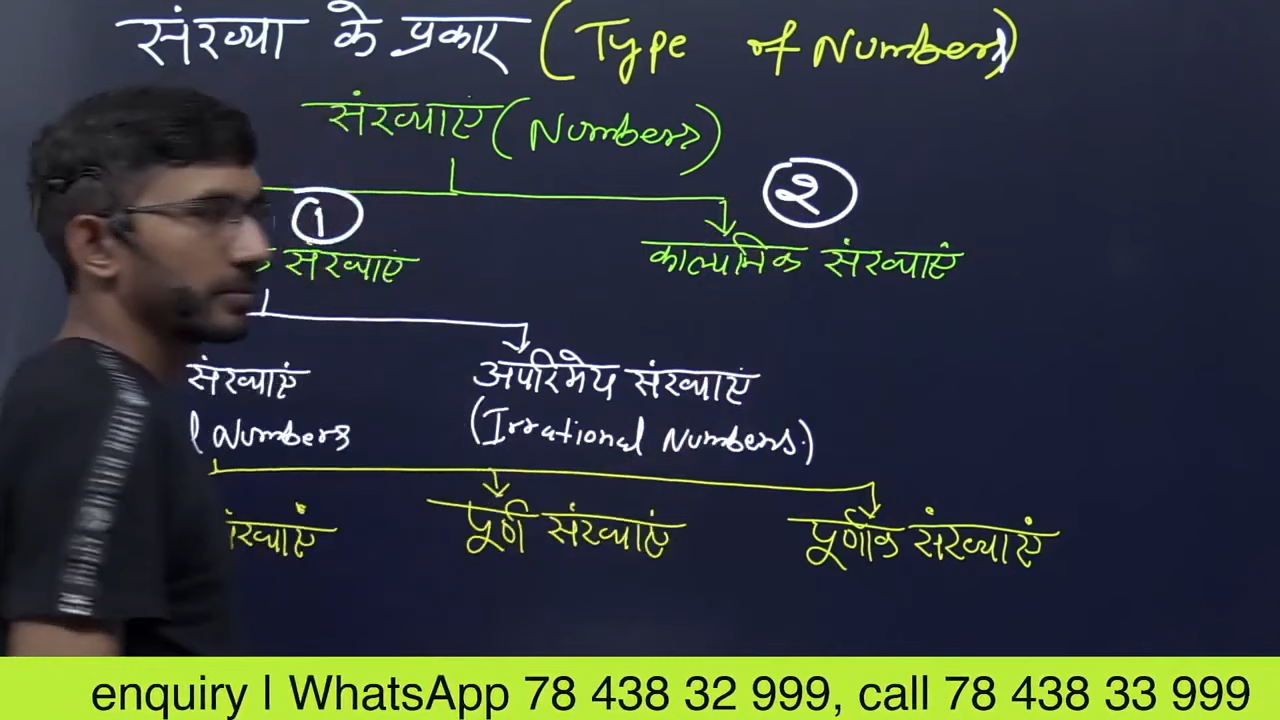 संख्या के प्रकार (Type of Numbers)
संख्याएं (Numbers)
1 २
संख्याएं काल्पनिक संख्याएं
संख्याएं अपरिमेय संख्याएं
Numbers (Irrational Numbers)
पूर्ण संख्याएं पूर्णांक संख्याएं
enquiry l WhatsApp 78 438 32 999, call 78 438 33 999